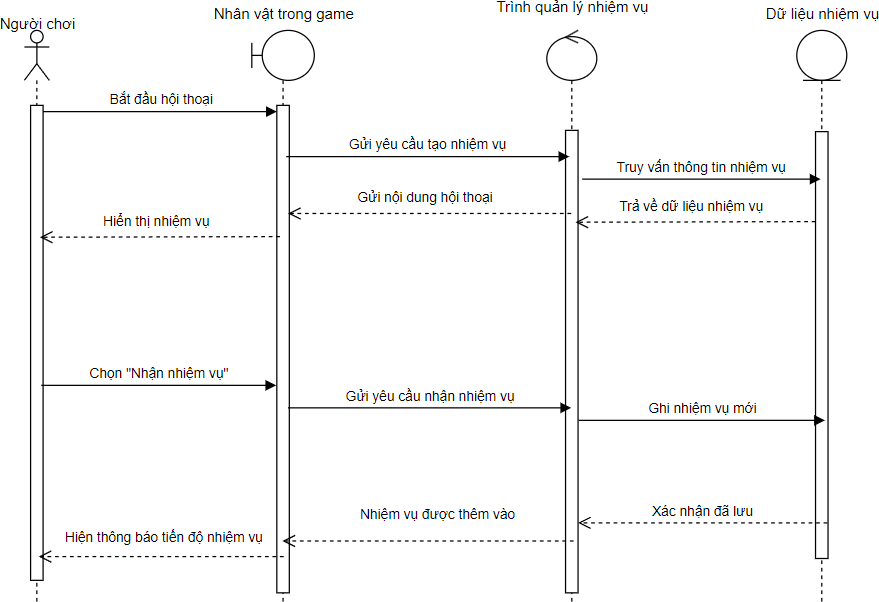 Người chơi
Nhân vật trong game
Trình quản lý nhiệm vụ
Dữ liệu nhiệm vụ
Bắt đầu hội thoại
Gửi yêu cầu tạo nhiệm vụ
Truy vấn thông tin nhiệm vụ
Gửi nội dung hội thoại
Trả về dữ liệu nhiệm vụ
Hiển thị nhiệm vụ
Chọn "Nhận nhiệm vụ"
Gửi yêu cầu nhận nhiệm vụ
Ghi nhiệm vụ mới
Nhiệm vụ được thêm vào
Xác nhận đã lưu
Hiện thông báo tiến độ nhiệm vụ